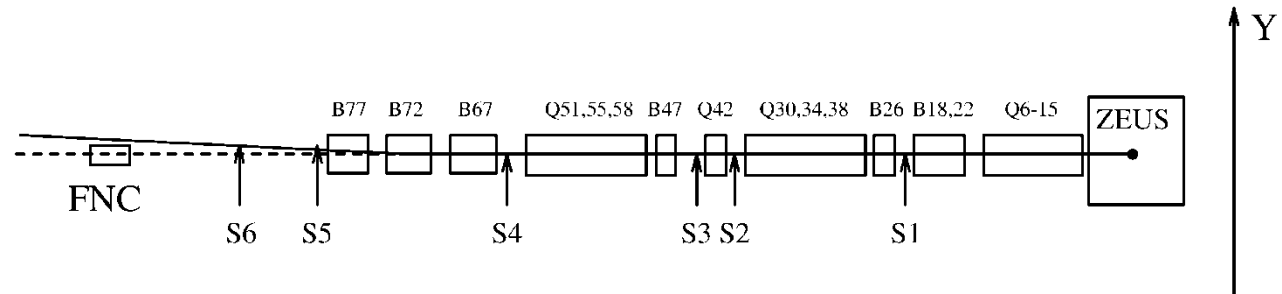 Y
B77 B72 B67 Q51,55,58 B47 Q42 Q30,34,38 B26 B18,22 Q6-15
ZEUS
FNC
S6 S5 S4 S3 S2 S1